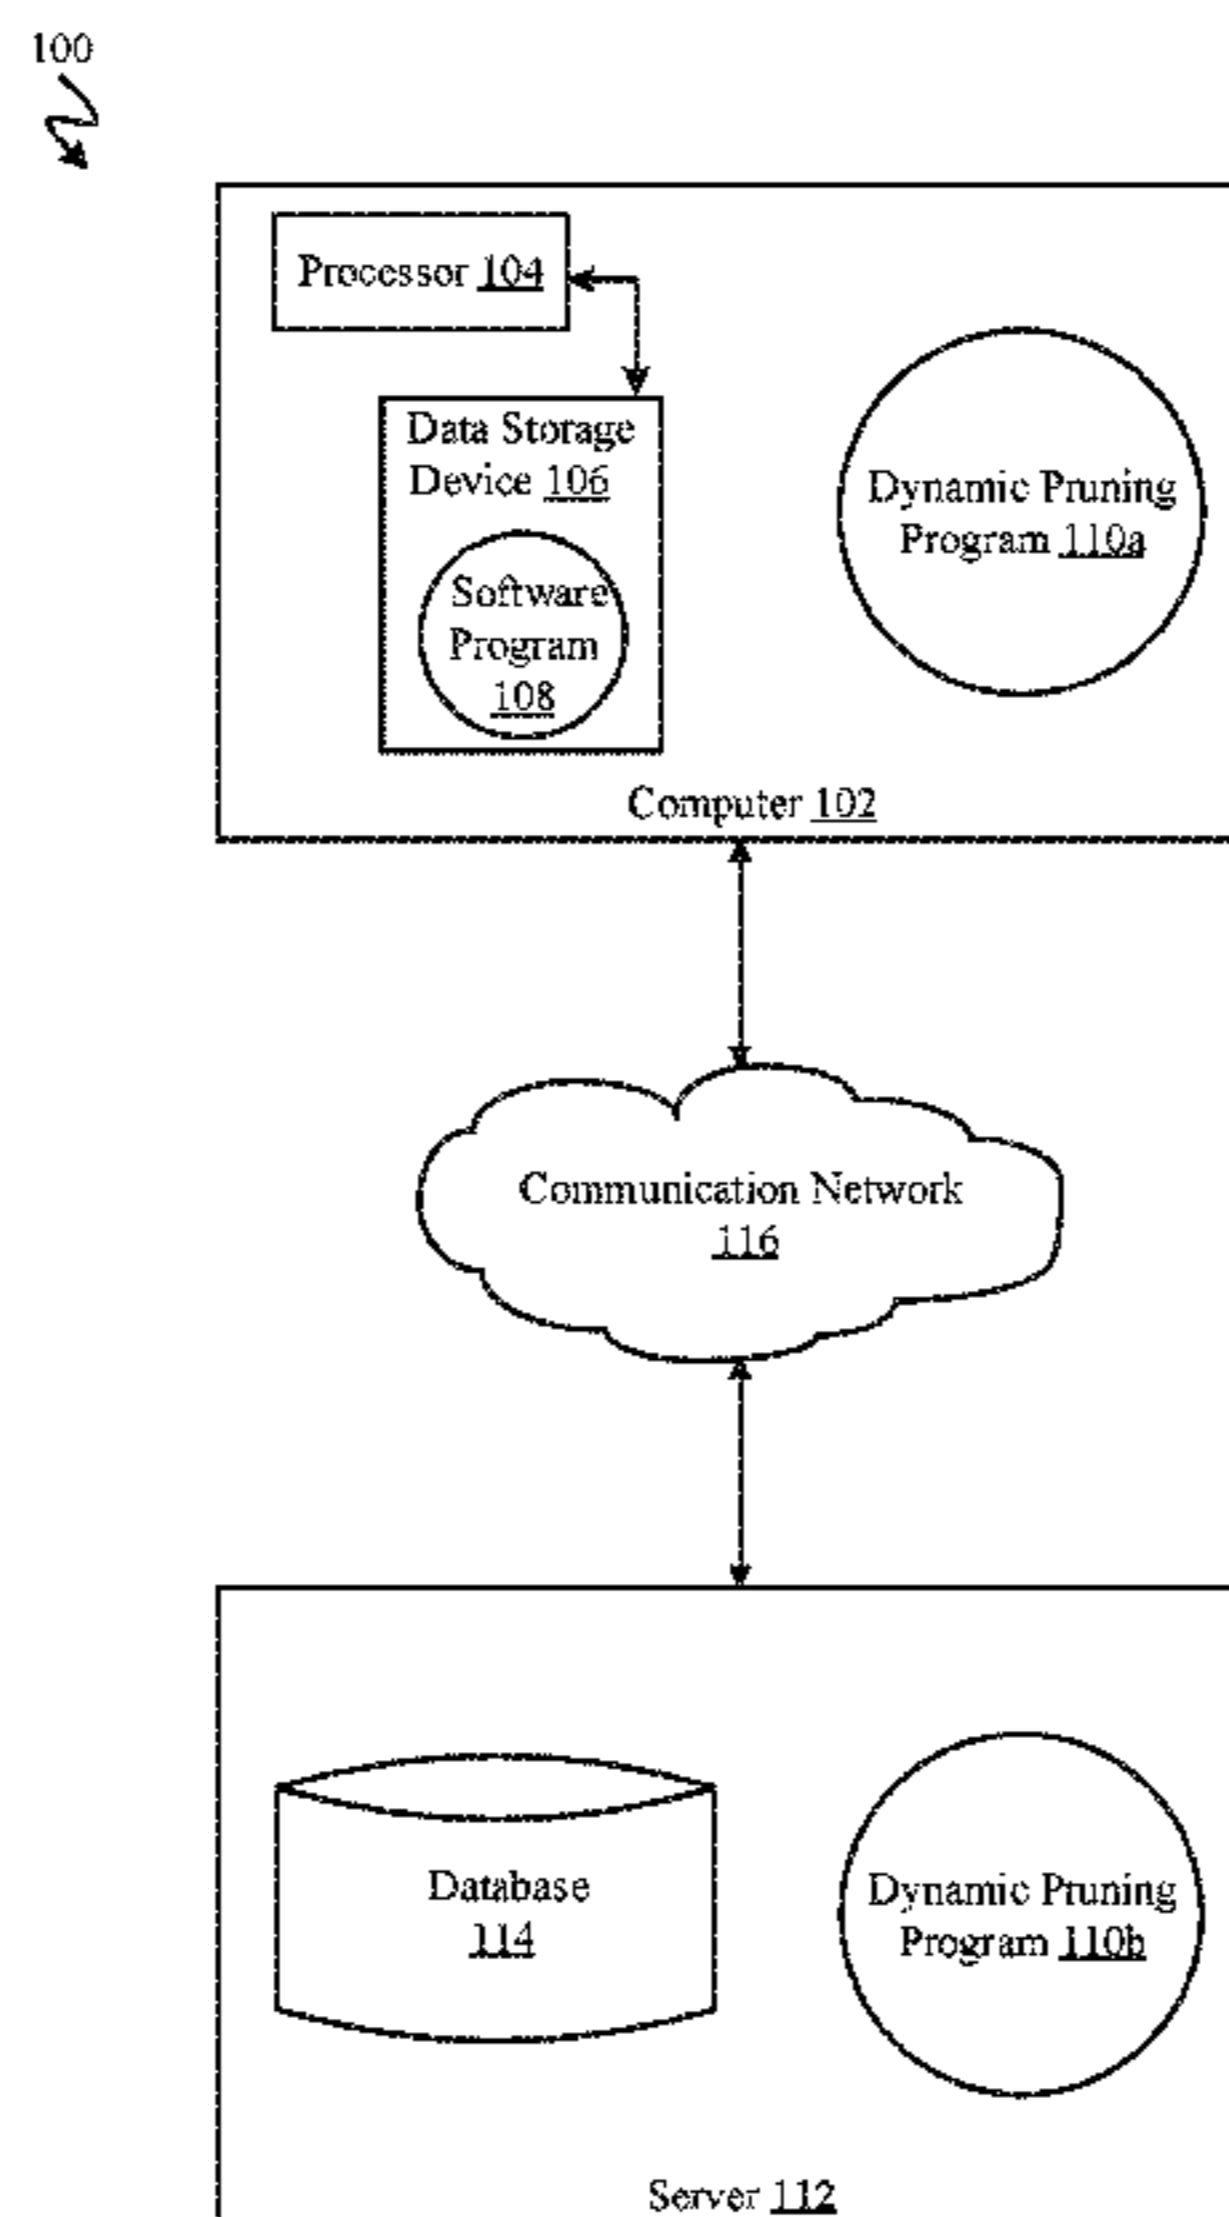 100
Processor 104
Data Storage
Device 106
Software
Program
108
Dynamic Pruning
Program 110a
Computer 102
Communication Network
116
Database
114
Dynamic Pruning
Program 110b
Server 112